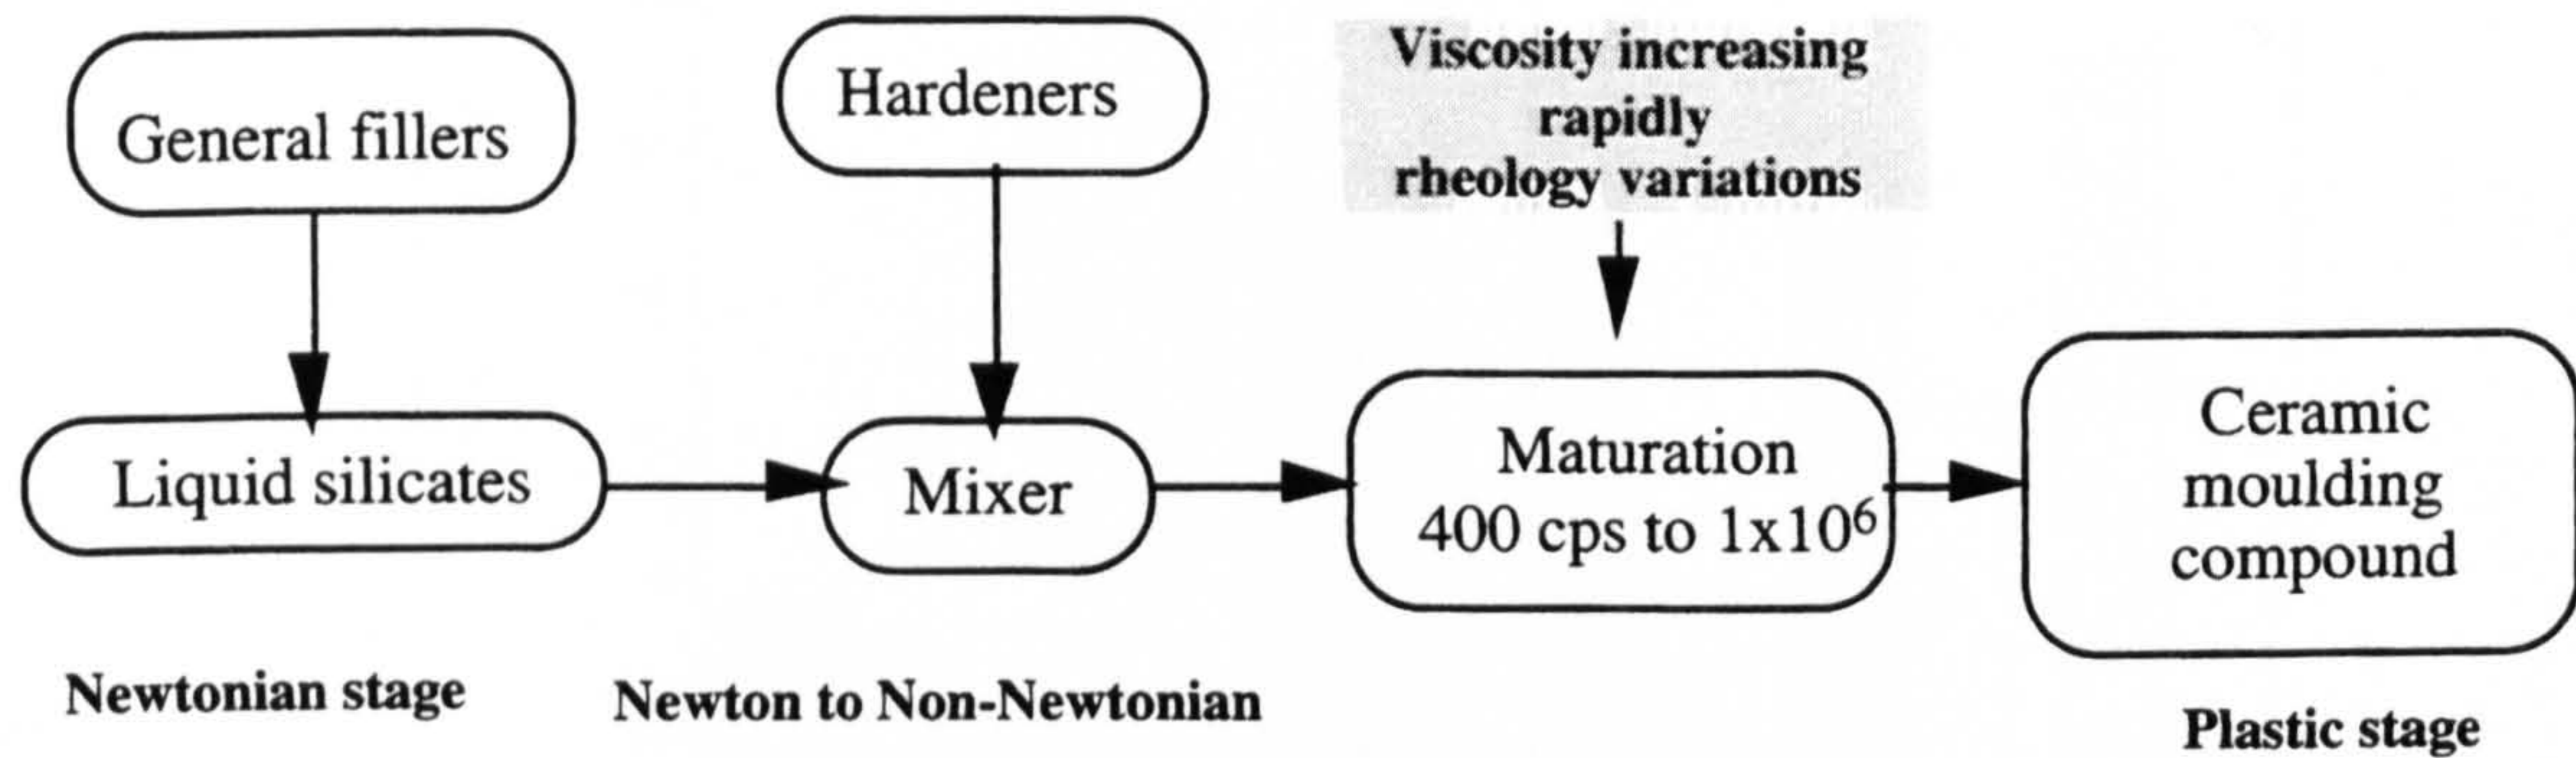 General fillers
Hardeners
Viscosity increasing
rapidly
rheology variations
Liquid silicates
Mixer
Maturation
400 cps to 1x10⁶
Ceramic
moulding
compound
Newtonian stage
Newton to Non-Newtonian
Plastic stage